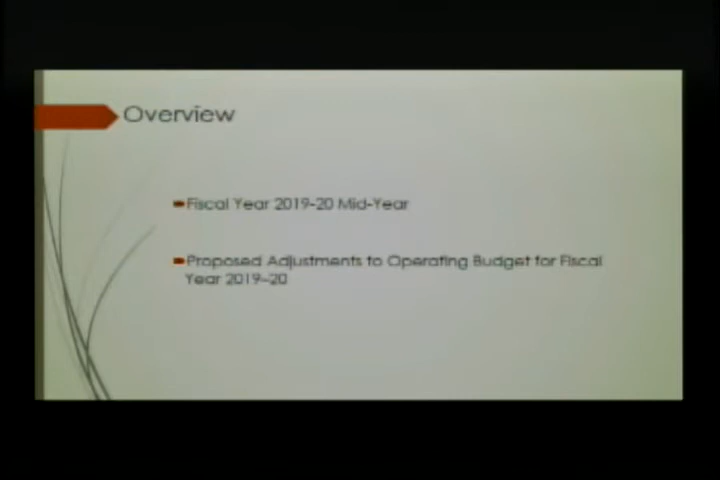 Overview
Fiscal Year 2019-20 Mid-Year
Proposed Adjustments to Operating Budget for Fiscal
Year 2019–20